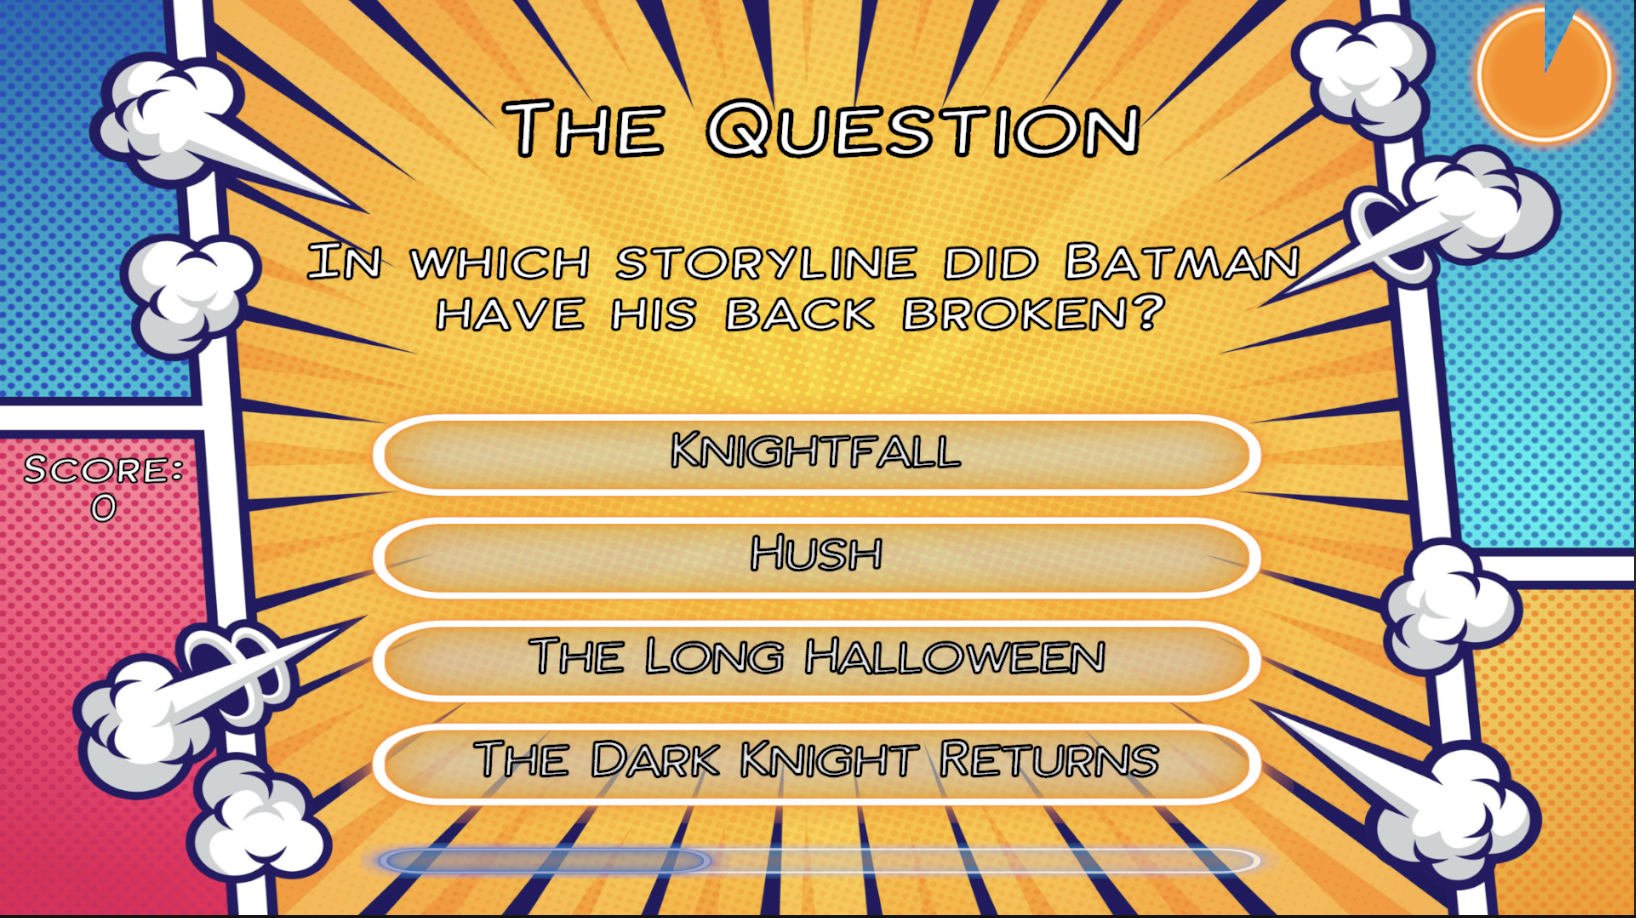 The Question
In which storyline did Batman
have his back broken?
Knightfall
Score:
0
Hush
The Long Halloween
The Dark Knight Returns